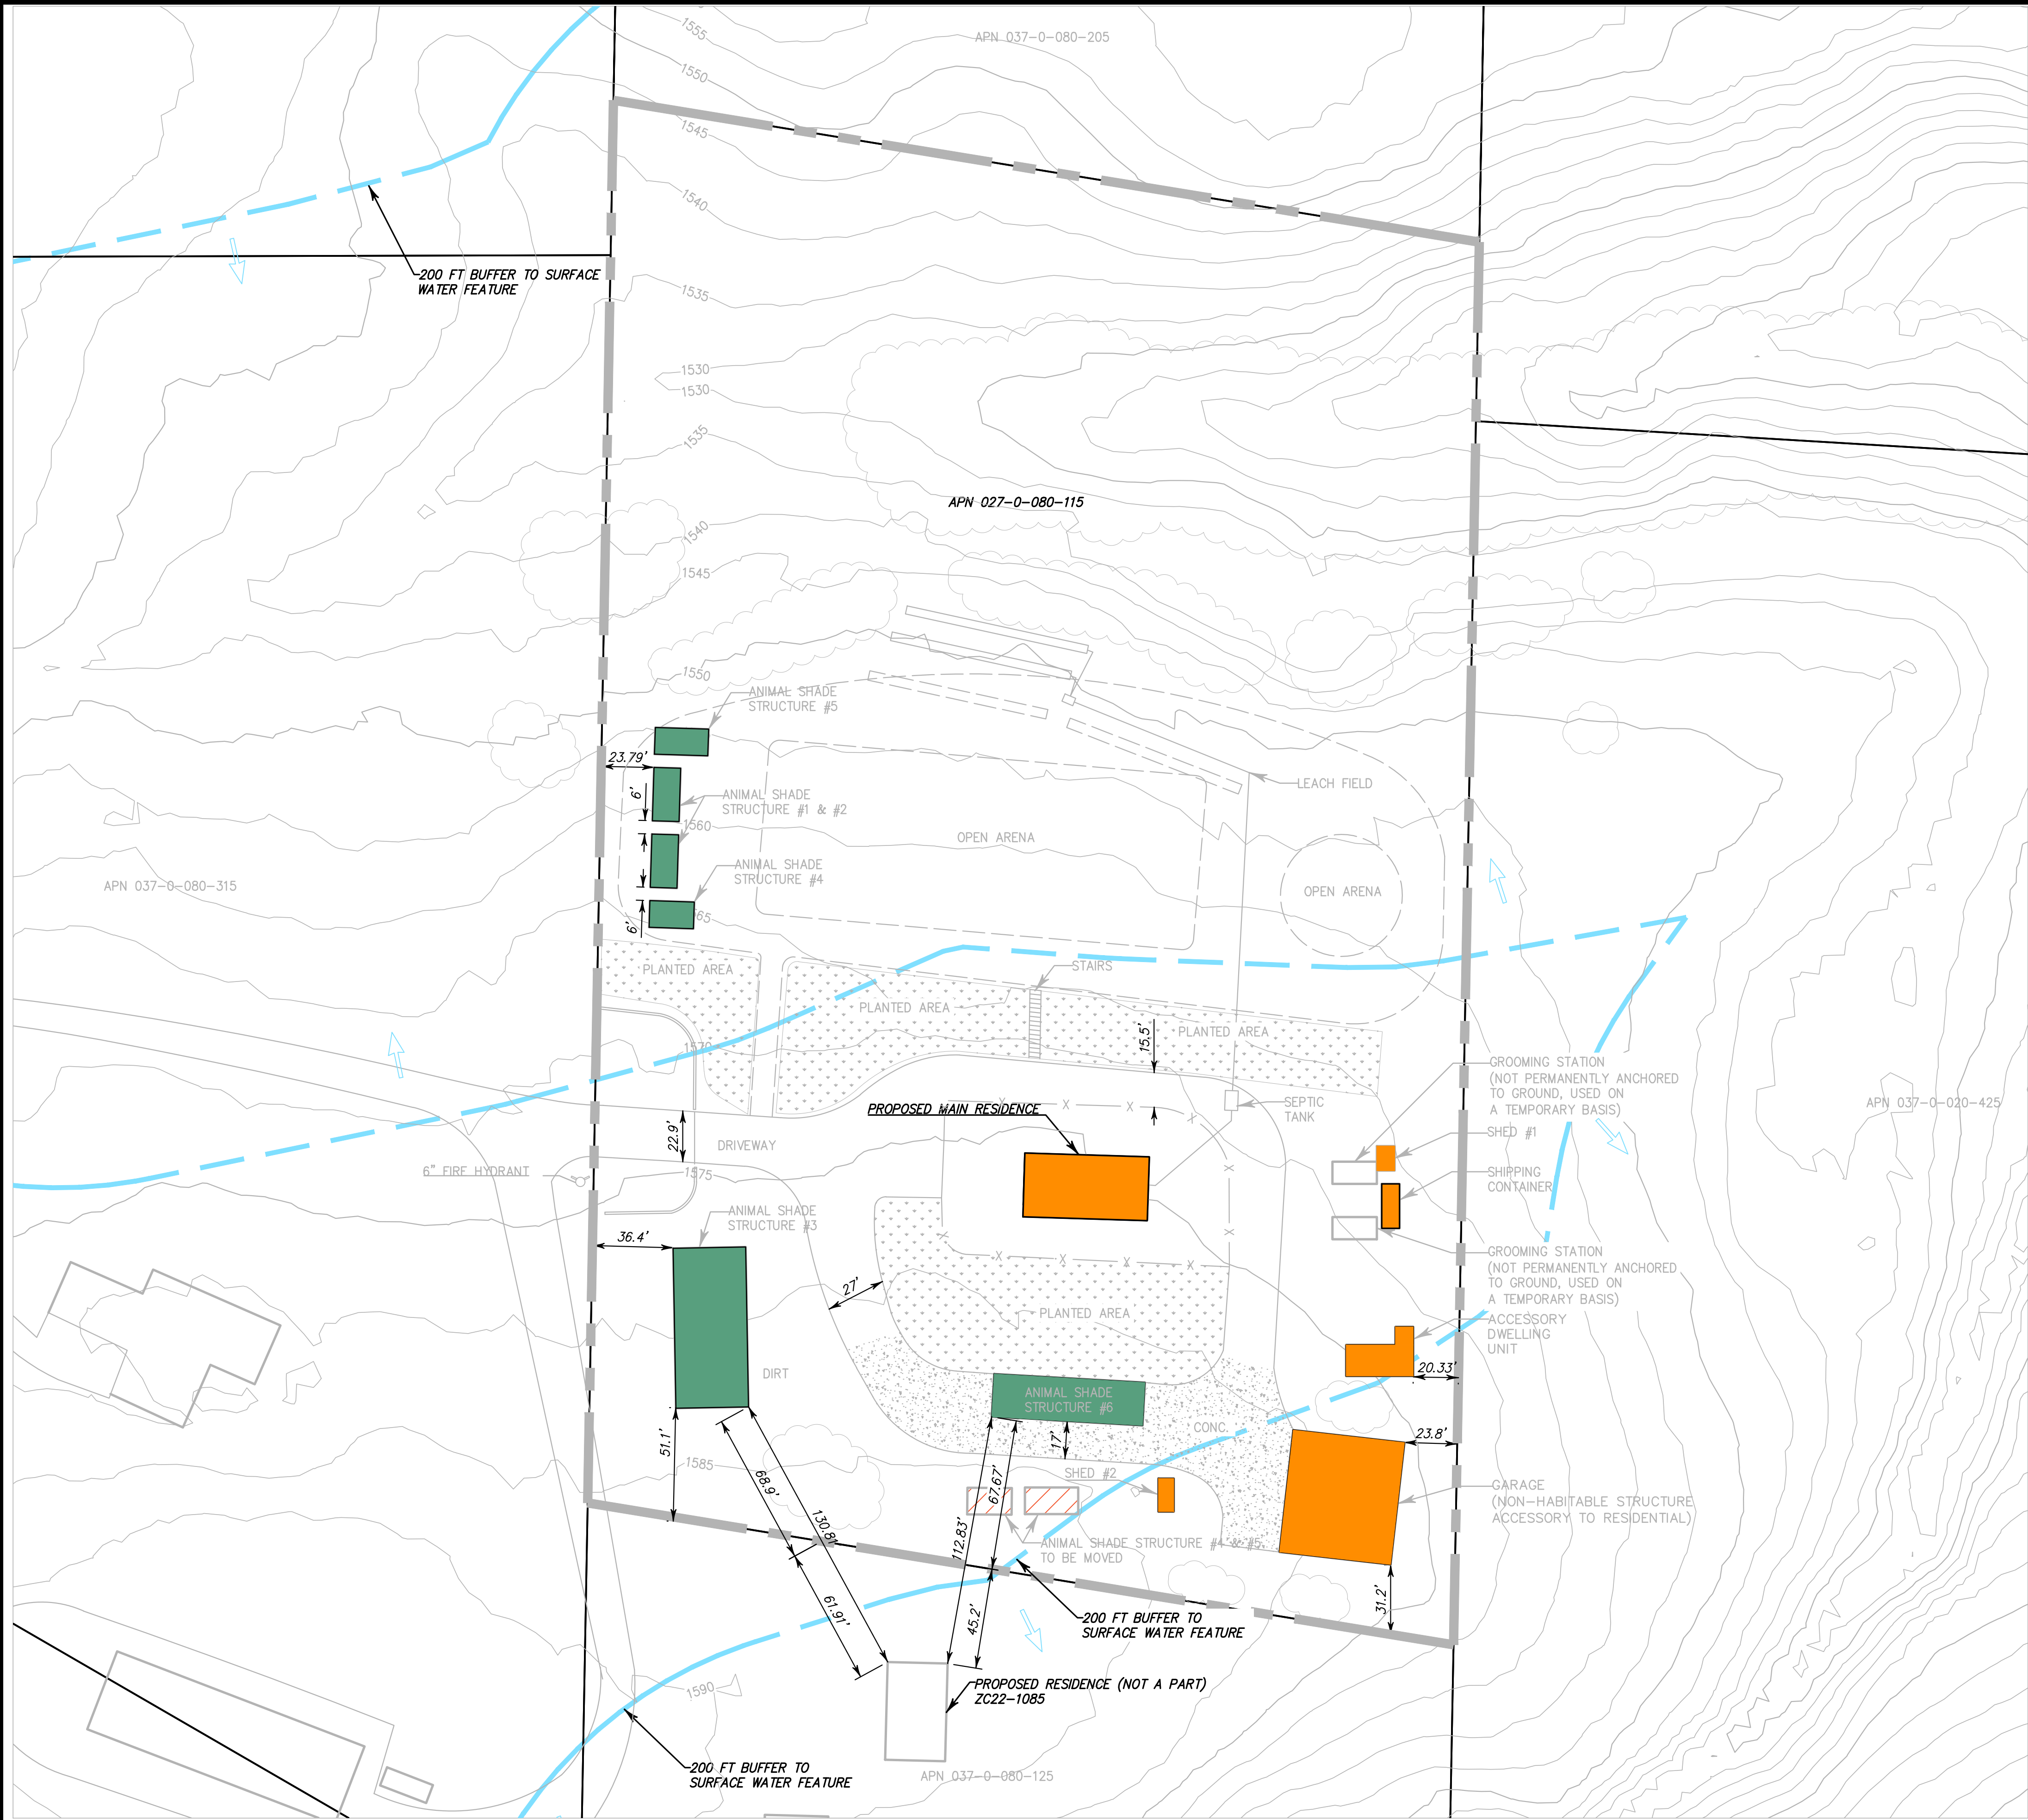 1555
APN 037-0-080-205
1550
1545
1540
200 FT BUFFER TO SURFACE
WATER FEATURE
1535
1530
1530
1535
APN 027-0-080-115
1540
1545
1550
ANIMAL SHADE
STRUCTURE #5
23.79'
LEACH FIELD
6'
ANIMAL SHADE
STRUCTURE #1 & #2
1560
OPEN ARENA
ANIMAL SHADE
STRUCTURE #4
APN 037-0-080-315
OPEN ARENA
6'
65
PLANTED AREA
STAIRS
PLANTED AREA
PLANTED AREA
15.5'
1570
GROOMING STATION
(NOT PERMANENTLY ANCHORED
TO GROUND, USED ON
A TEMPORARY BASIS)
APN 037-0-020-425
PROPOSED MAIN RESIDENCE
SEPTIC
TANK
22.9'
DRIVEWAY
SHED #1
6" FIRE HYDRANT
1575
SHIPPING
CONTAINER
ANIMAL SHADE
STRUCTURE #3
36.4'
GROOMING STATION
(NOT PERMANENTLY ANCHORED
TO GROUND, USED ON
A TEMPORARY BASIS)
27'
PLANTED AREA
ACCESSORY
DWELLING
UNIT
DIRT
20.33'
ANIMAL SHADE
STRUCTURE #6
CONC.
51.1'
17'
23.8'
1585
68.9'
67.67'
SHED #2
GARAGE
(NON-HABITABLE STRUCTURE
ACCESSORY TO RESIDENTIAL)
130.81'
112.83'
ANIMAL SHADE STRUCTURE #4 & #5
TO BE MOVED
61.91'
45.2'
31.2'
200 FT BUFFER TO
SURFACE WATER FEATURE
1590
PROPOSED RESIDENCE (NOT A PART)
ZC22-1085
200 FT BUFFER TO
SURFACE WATER FEATURE
APN 037-0-080-125
X X X X X X X X X X X